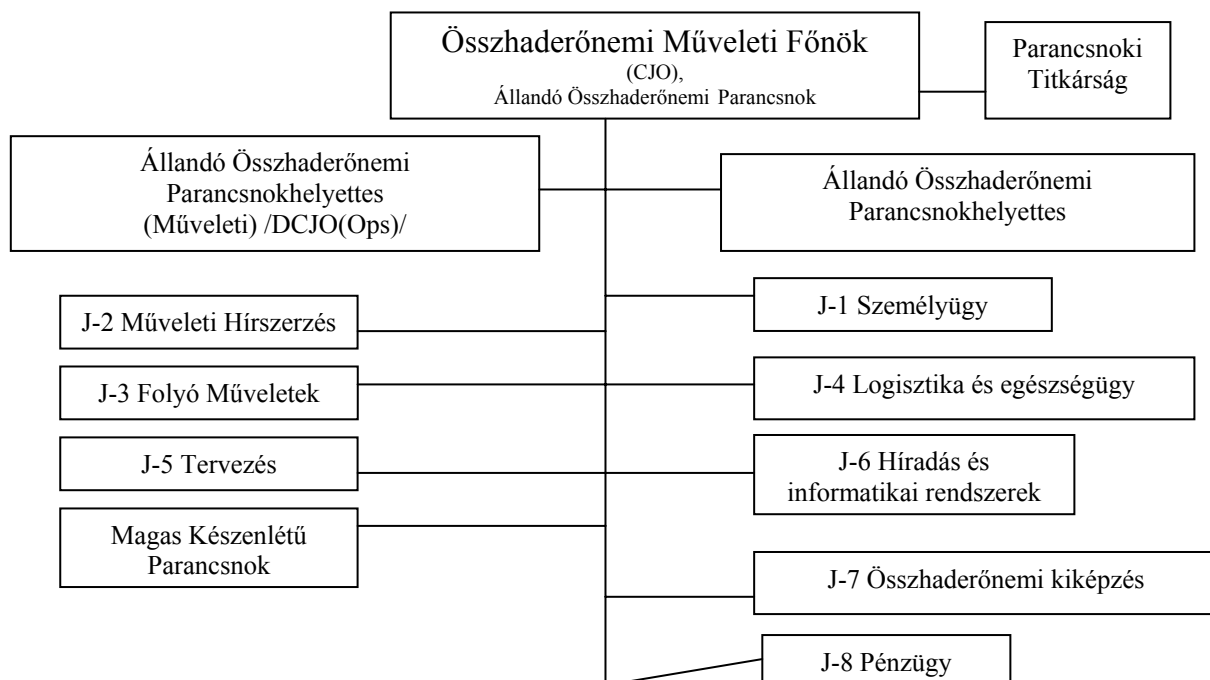 Összhaderőnemi Műveleti Főnök
(CJO),
Állandó Összhaderőnemi Parancsnok
Parancsnoki
Titkárság
Állandó Összhaderőnemi
Parancsnokhelyettes
(Műveleti) /DCJO(Ops)/
Állandó Összhaderőnemi
Parancsnokhelyettes
J-2 Műveleti Hírszerzés
J-1 Személyügy
J-3 Folyó Műveletek
J-4 Logisztika és egészségügy
J-5 Tervezés
J-6 Híradás és
informatikai rendszerek
Magas Készenlétű
Parancsnok
J-7 Összhaderőnemi kiképzés
J-8 Pénzügy